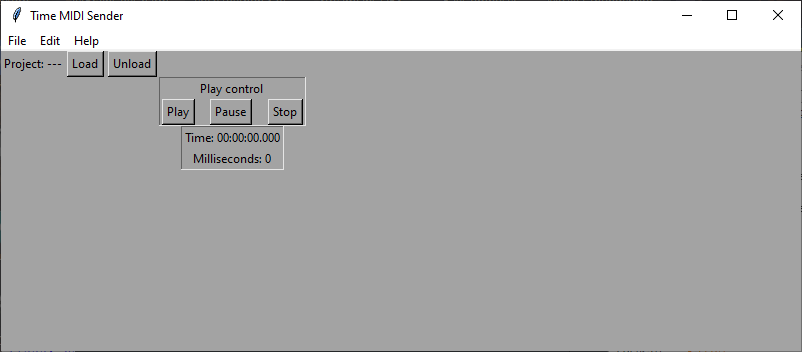 Time MIDI Sender
File Edit Help
Project: --- Load Unload
Play control
Play Pause Stop
Time: 00:00:00.000
Milliseconds: 0